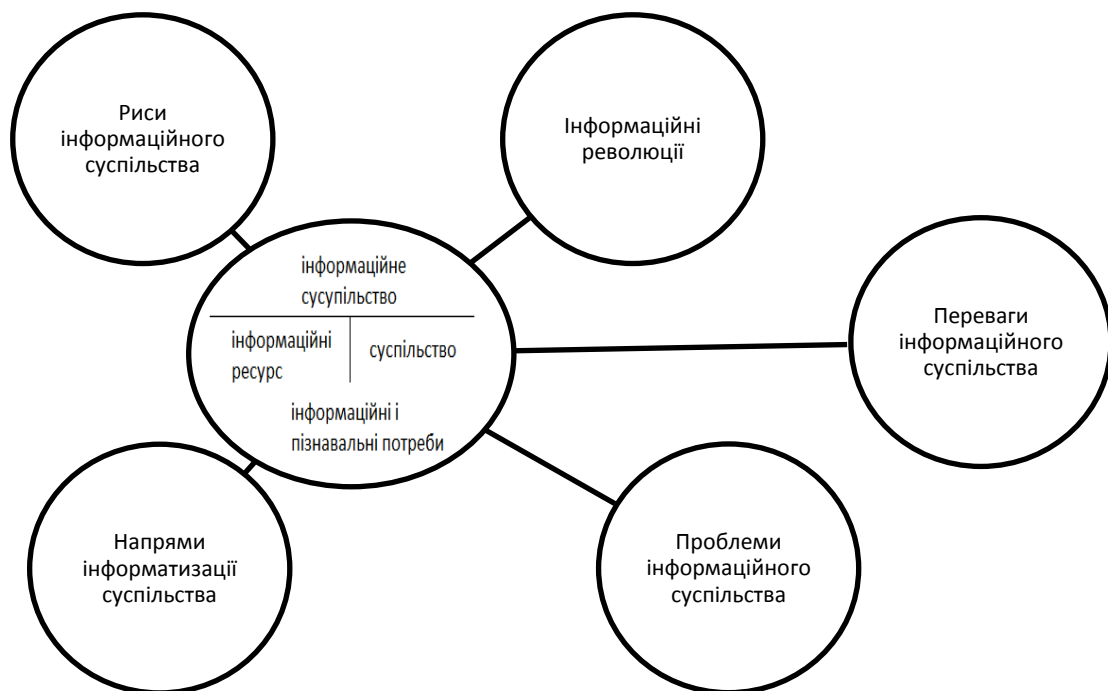 Риси
інформаційного
суспільства
Інформаційні
революції
інформаційне
сусупільство
інформаційні
ресурс
суспільство
інформаційні і
пізнавальні потреби
Переваги
інформаційного
суспільства
Напрями
інформатизації
суспільства
Проблеми
інформаційного
суспільства